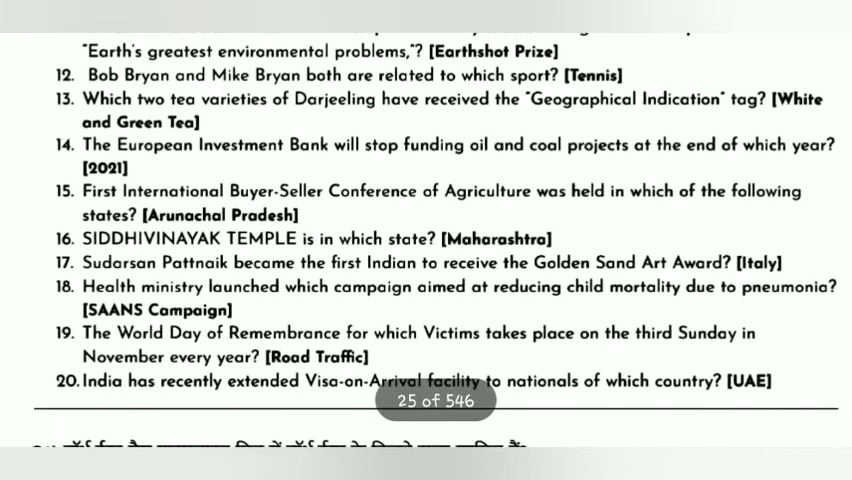 "Earth's greatest environmental problems,"? [Earthshot Prize]
12. Bob Bryan and Mike Bryan both are related to which sport? [Tennis]
13. Which two tea varieties of Darjeeling have received the "Geographical Indication" tag? [White
and Green Tea]
14. The European Investment Bank will stop funding oil and coal projects at the end of which year?
[2021]
15. First International Buyer-Seller Conference of Agriculture was held in which of the following
states? [Arunachal Pradesh]
16. SIDDHIVINAYAK TEMPLE is in which state? [Maharashtra]
17. Sudarsan Pattnaik became the first Indian to receive the Golden Sand Art Award? [Italy]
18. Health ministry launched which campaign aimed at reducing child mortality due to pneumonia?
[SAANS Campaign]
19. The World Day of Remembrance for which Victims takes place on the third Sunday in
November every year? [Road Traffic]
20. India has recently extended Visa-on-Arrival facility to nationals of which country? [UAE]
25 of 546